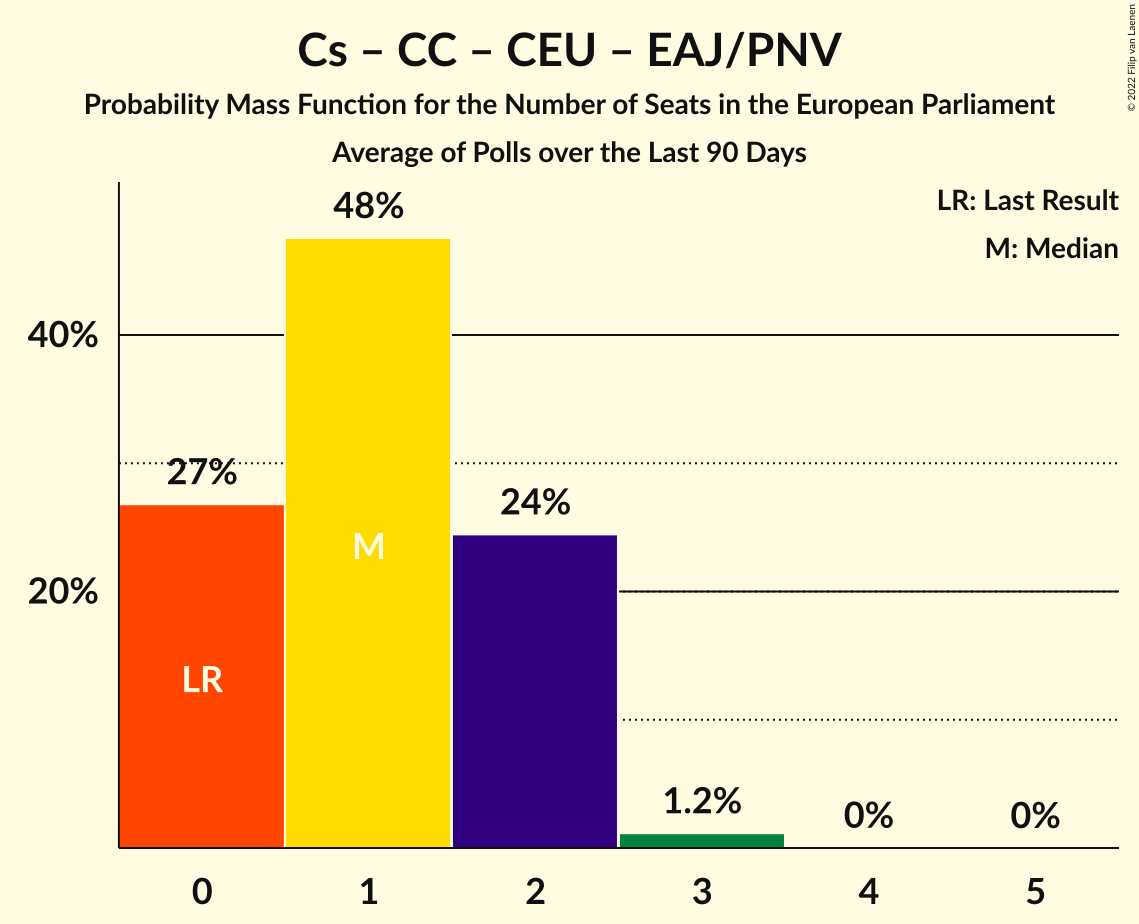 Cs – CC – CEU – EAJ/PNV
Probability Mass Function for the Number of Seats in the European Parliament
Average of Polls over the Last 90 Days
© 2022 Filip van Laenen
LR: Last Result
M: Median
48%
40%
27%
24%
M
20%
LR
1.2%
0%
0%
0 1 2 3 4 5